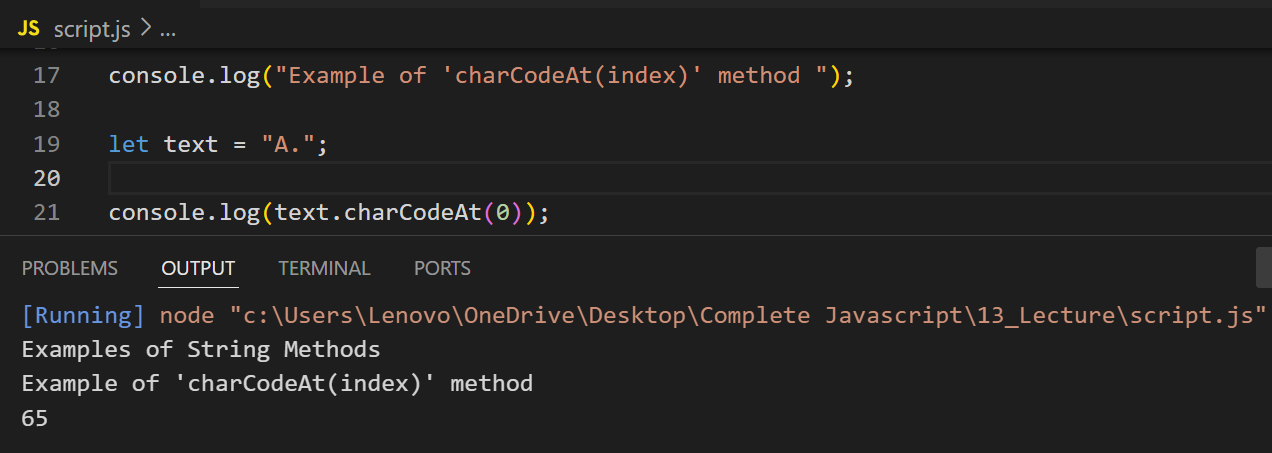 JS script.js > ...
17 console.log("Example of 'charCodeAt(index)' method ");
18
19 let text = "A.";
20
21 console.log(text.charCodeAt(0));
PROBLEMS OUTPUT TERMINAL PORTS
[Running] node "c:\Users\Lenovo\OneDrive\Desktop\Complete Javascript\13_Lecture\script.js"
Examples of String Methods
Example of 'charCodeAt(index)' method
65